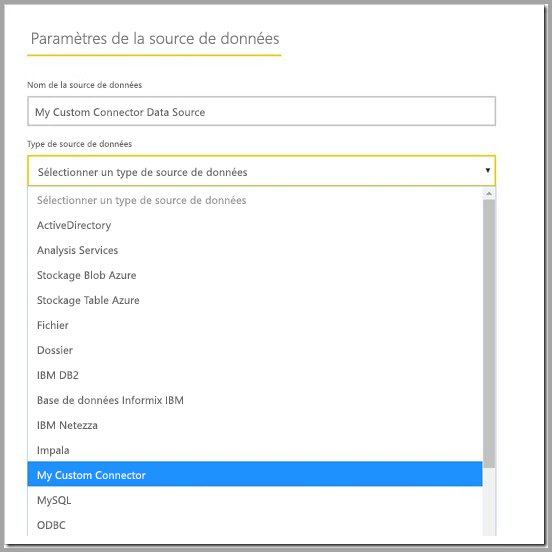 Paramètres de la source de données
Nom de la source de données
My Custom Connector Data Source
Type de source de données
Sélectionner un type de source de données
Sélectionner un type de source de données
ActiveDirectory
Analysis Services
Stockage Blob Azure
Stockage Table Azure
Fichier
Dossier
IBM DB2
Base de données Informix IBM
IBM Netezza
Impala
My Custom Connector
MySQL
ODBC